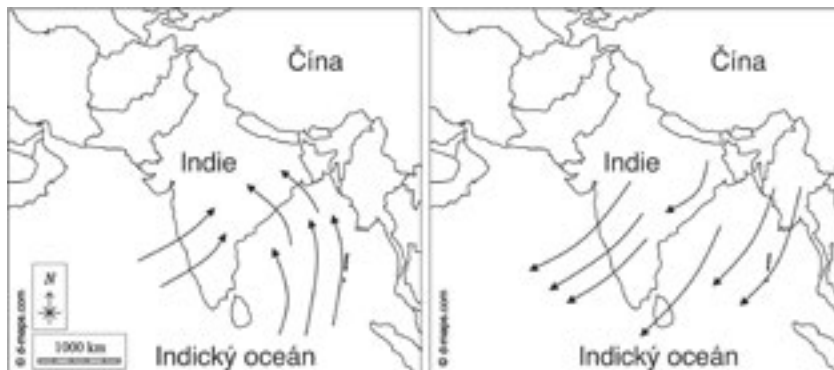 Čína
Indie
N
1000 km
© d-maps.com
Indický oceán
Čína
Indie
© d-maps.com
Indický oceán